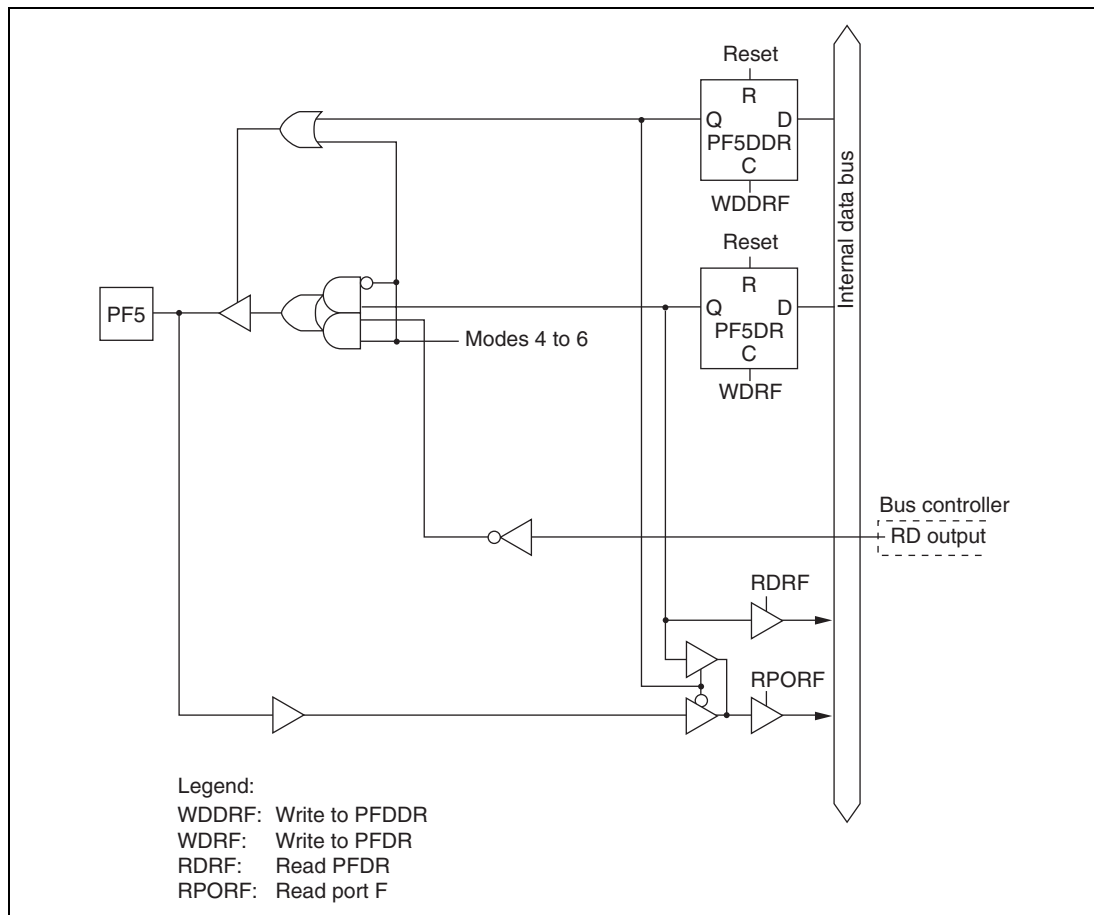 Reset
R
Q D
PF5DDR
C
WDDRF
Reset
R
Q D
PF5DR
C
WDRF
Internal data bus
PF5
Modes 4 to 6
Bus controller
RD output
RDRF
RPORF
Legend:
WDDRF: Write to PFDDR
WDRF: Write to PFDR
RDRF: Read PFDR
RPORF: Read port F